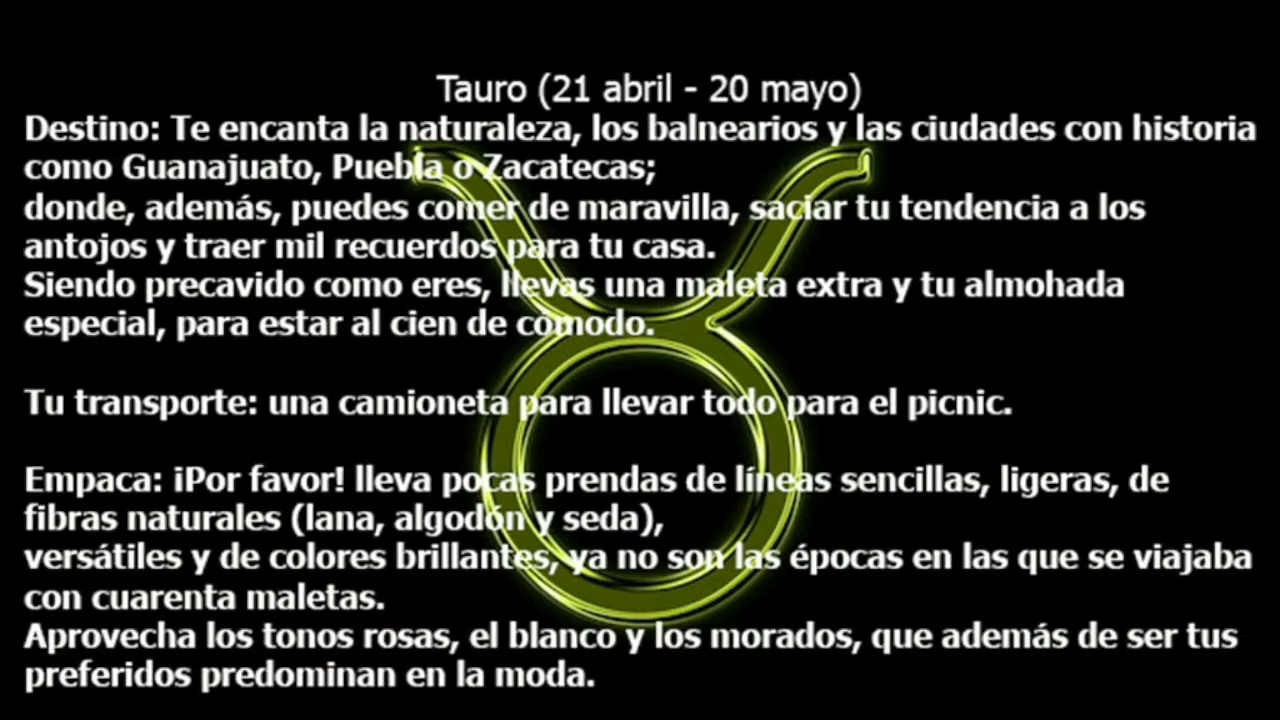 Tauro (21 abril - 20 mayo)
Destino: Te encanta la naturaleza, los balnearios y las ciudades con historia
como Guanajuato, Puebla o Zacatecas;
donde, además, puedes comer de maravilla, saciar tu tendencia a los
antojos y traer mil recuerdos para tu casa.
Siendo precavido como eres, llevas una maleta extra y tu almohada
especial, para estar al cien de cómodo.
Tu transporte: una camioneta para llevar todo para el picnic.
Empaca: ¡Por favor! lleva pocas prendas de líneas sencillas, ligeras, de
fibras naturales (lana, algodón y seda),
versátiles y de colores brillantes, ya no son las épocas en las que se viajaba
con cuarenta maletas.
Aprovecha los tonos rosas, el blanco y los morados, que además de ser tus
preferidos predominan en la moda.